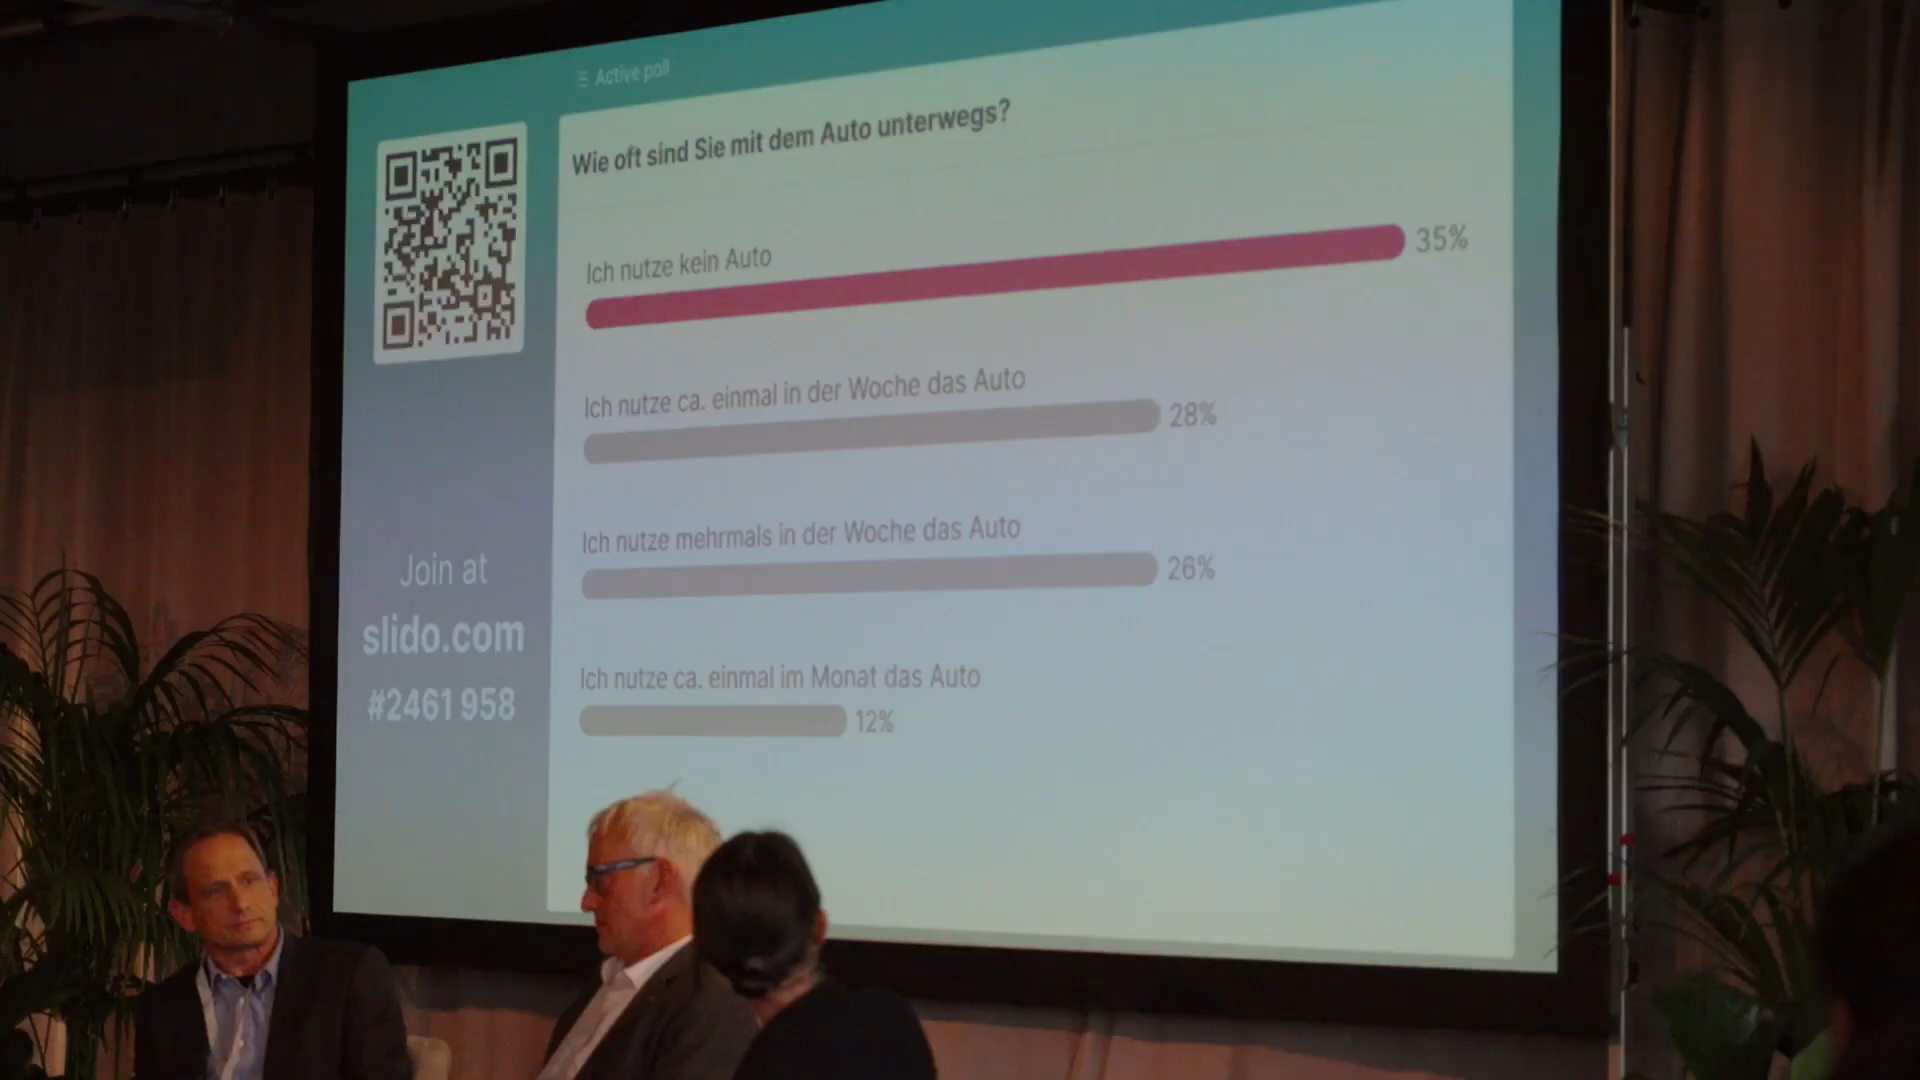 Active poll
Wie oft sind Sie mit dem Auto unterwegs?
Ich nutze kein Auto
35%
Ich nutze ca. einmal in der Woche das Auto
28%
Ich nutze mehrmals in der Woche das Auto
26%
Ich nutze ca. einmal im Monat das Auto
12%
Join at
slido.com
#2461 958